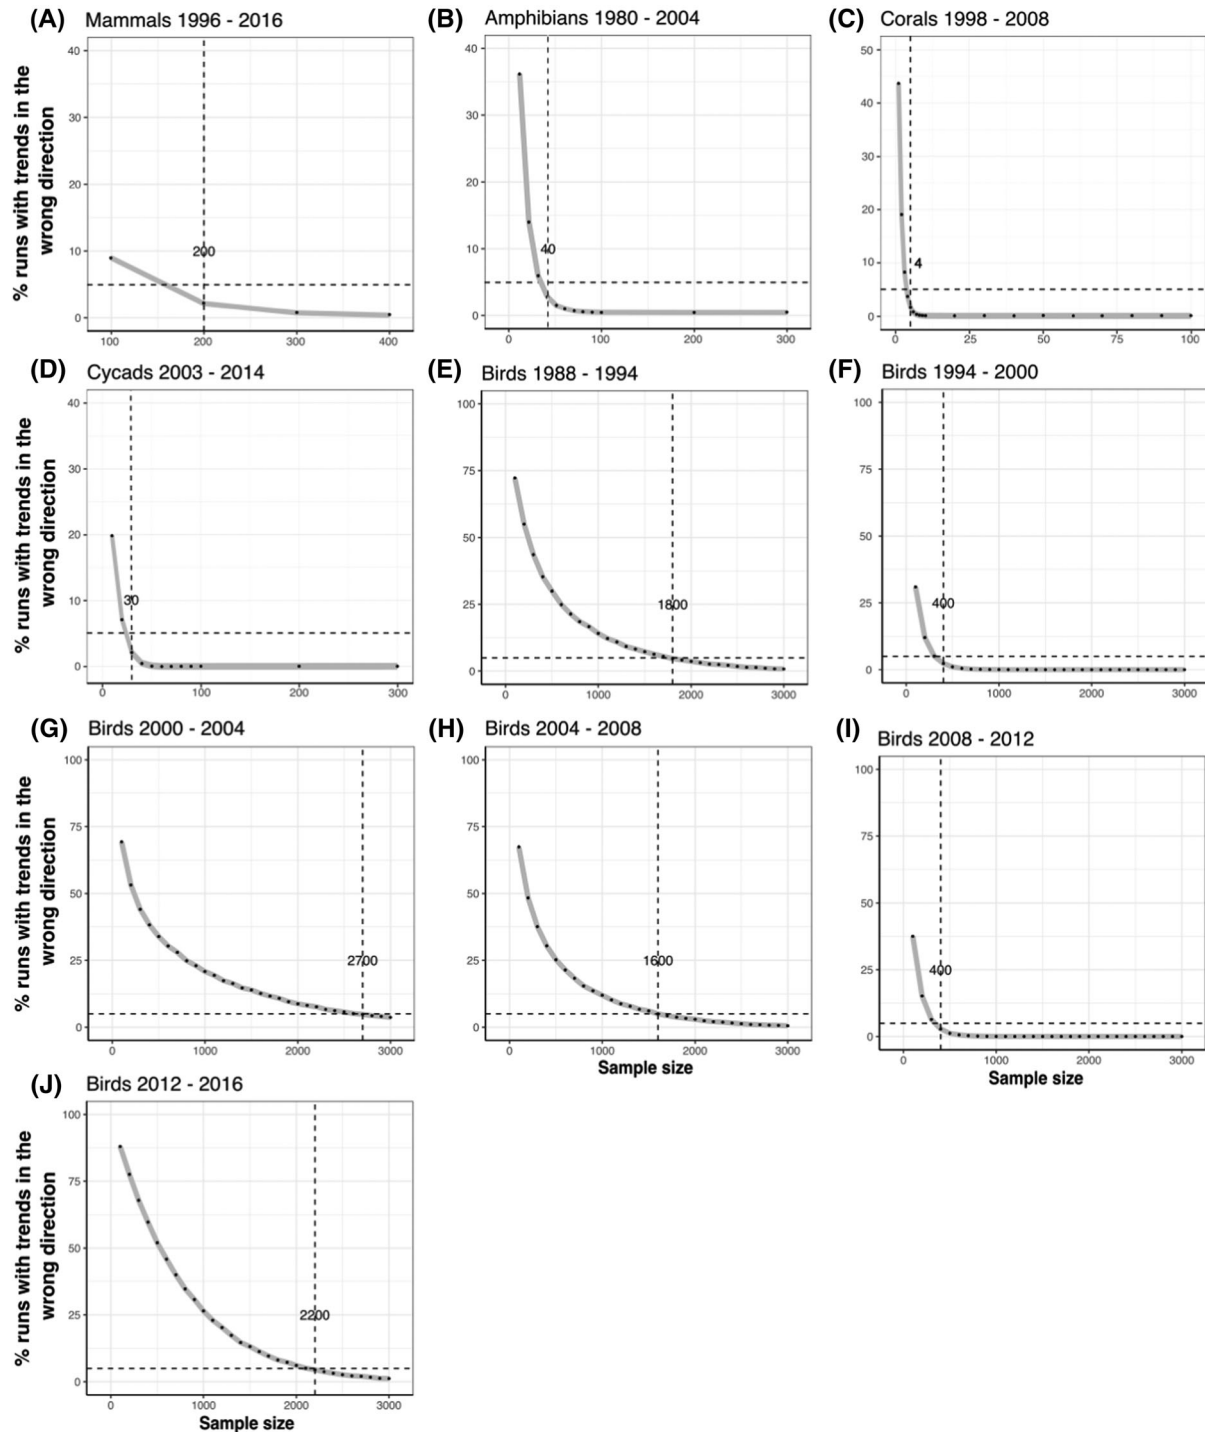 (A) Mammals 1996 - 2016
(B) Amphibians 1980 - 2004
(C) Corals 1998 - 2008
% runs with trends in the
wrong direction
40
30
20
10
0
200
100 200 300 400
40
30
20
10
0
40
0 100 200 300
50
40
30
20
10
0
4
0 25 50 75 100
(D) Cycads 2003 - 2014
(E) Birds 1988 - 1994
(F) Birds 1994 - 2000
% runs with trends in the
wrong direction
40
30
20
10
0
30
0 100 200 300
100
75
50
25
0
1800
0 1000 2000 3000
100
75
50
25
0
400
0 1000 2000 3000
(G) Birds 2000 - 2004
(H) Birds 2004 - 2008
(I) Birds 2008 - 2012
% runs with trends in the
wrong direction
100
75
50
25
0
2700
0 1000 2000 3000
100
75
50
25
0
1600
0 1000 2000 3000
Sample size
100
75
50
25
0
400
0 1000 2000 3000
Sample size
(J) Birds 2012 - 2016
% runs with trends in the
wrong direction
100
75
50
25
0
2200
0 1000 2000 3000
Sample size